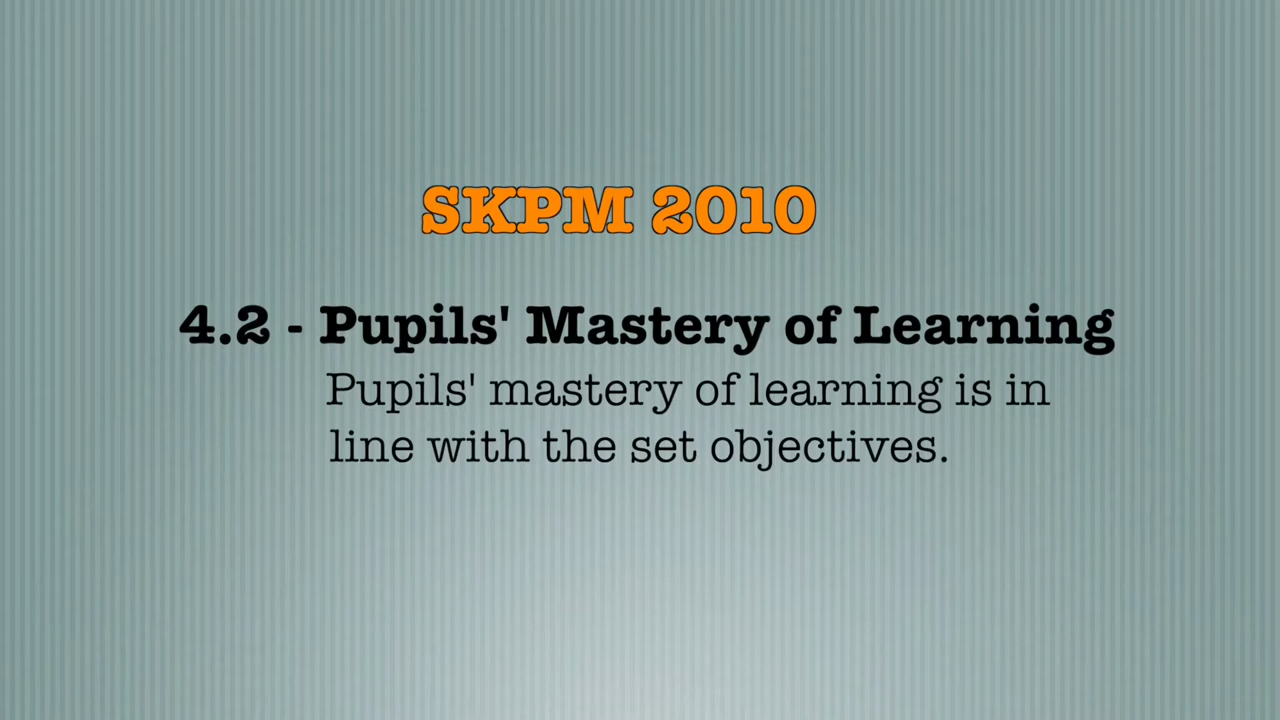 SKPM 2010
4.2 - Pupils' Mastery of Learning
Pupils' mastery of learning is in
line with the set objectives.